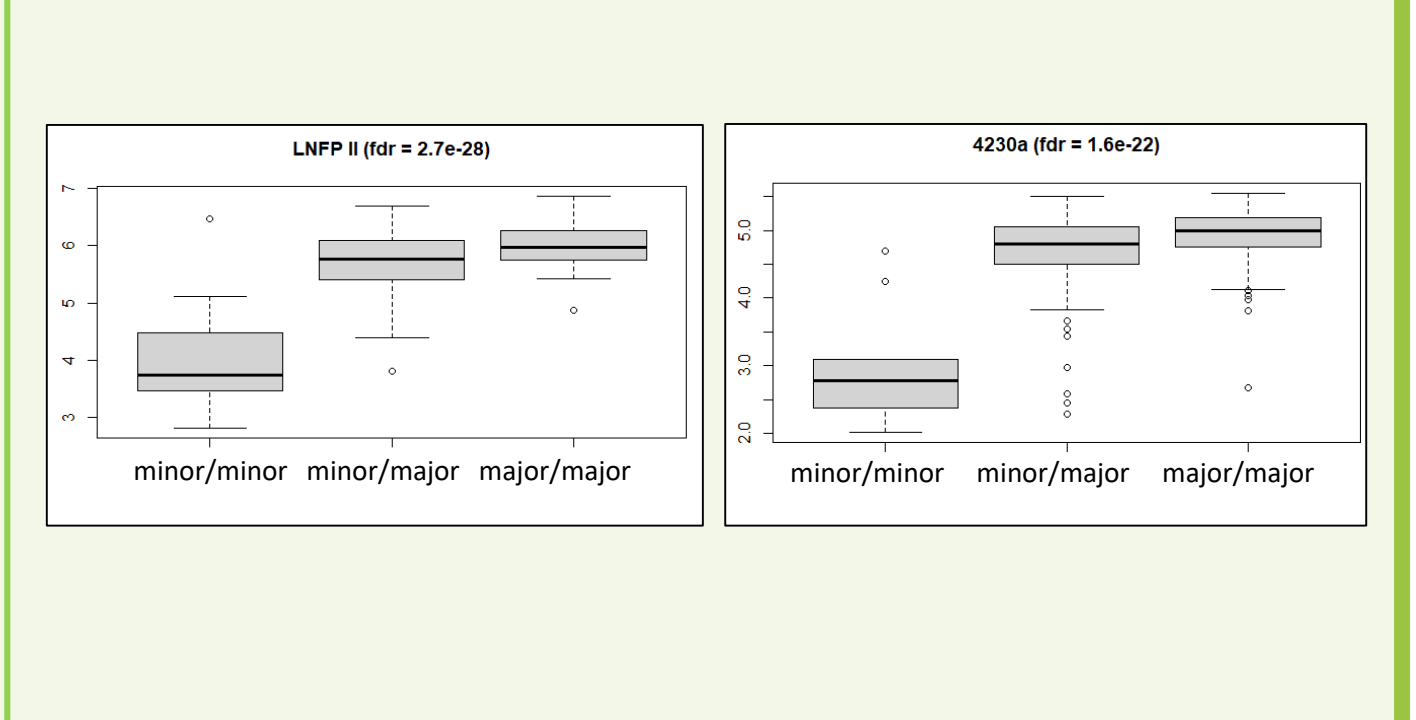 LNFP II (fdr = 2.7e-28)
7
6
5
4
3
minor/minor minor/major major/major
4230a (fdr = 1.6e-22)
5.0
4.0
3.0
2.0
minor/minor minor/major major/major